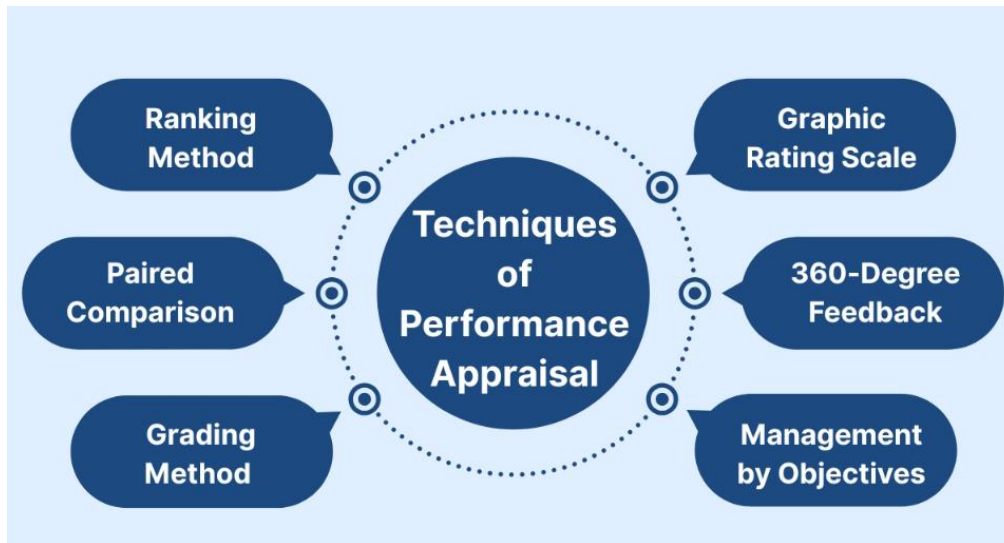 Techniques
of
Performance
Appraisal
Ranking
Method
Paired
Comparison
Grading
Method
Graphic
Rating Scale
360-Degree
Feedback
Management
by Objectives